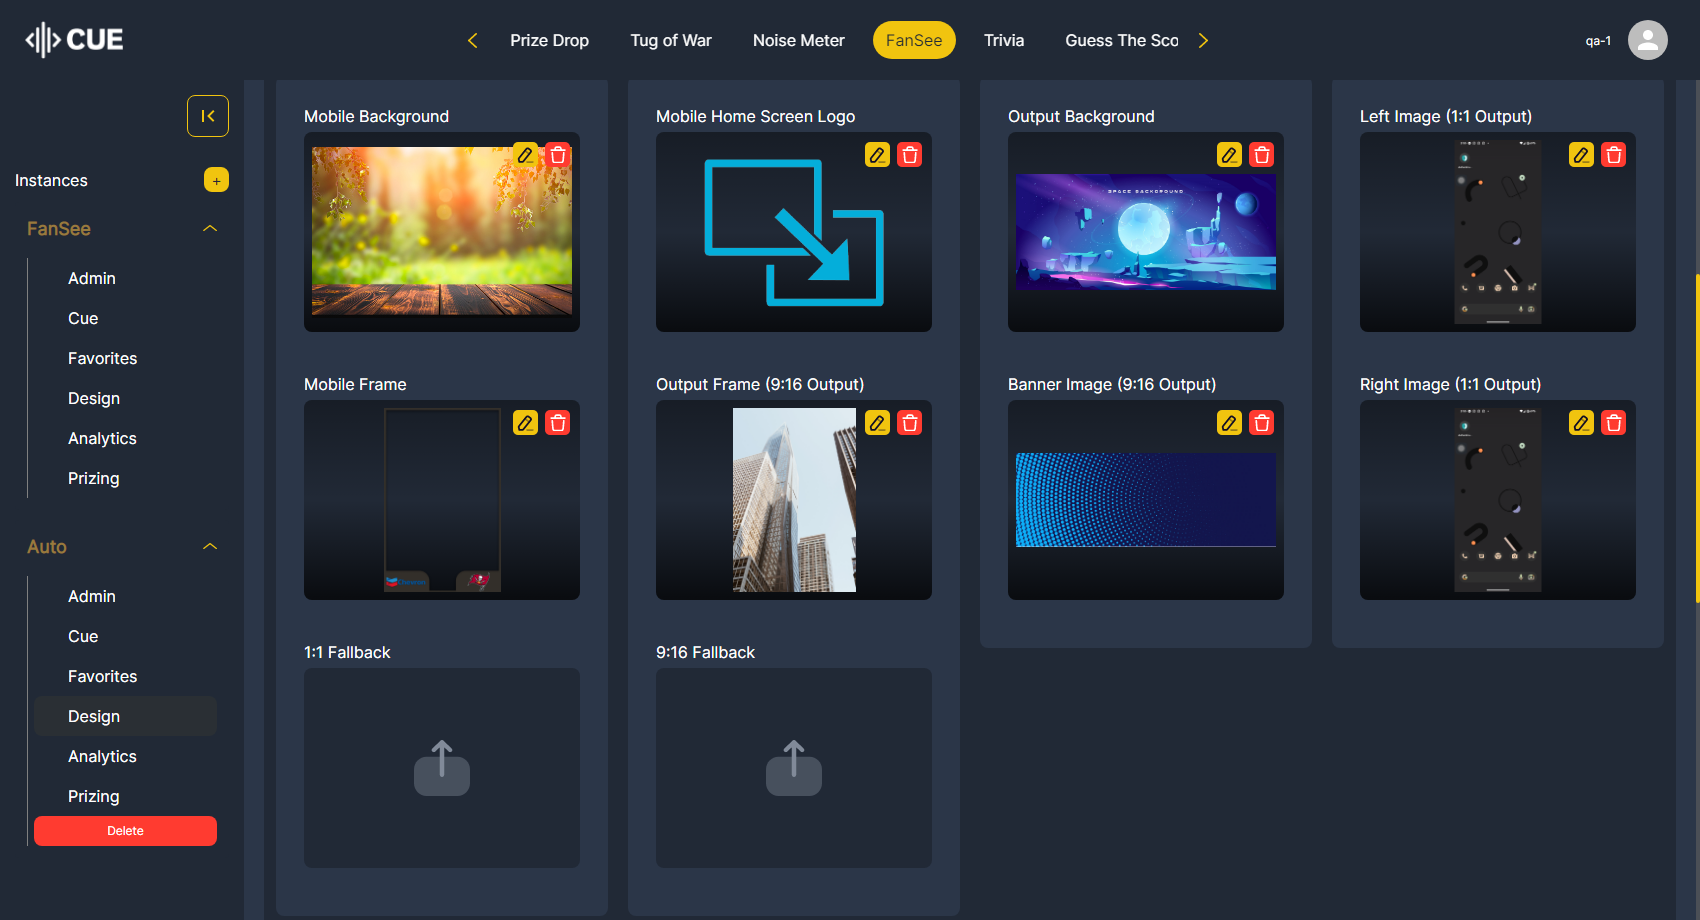 CUE
Prize Drop
Tug of War
Noise Meter
FanSee
Trivia
Guess The Sco
qa-1
Instances
+
FanSee
Admin
Cue
Favorites
Design
Analytics
Prizing
Auto
Admin
Cue
Favorites
Design
Analytics
Prizing
Delete
Mobile Background
Mobile Home Screen Logo
Output Background
SPACE BACKGROUND
Left Image (1:1 Output)
Mobile Frame
Output Frame (9:16 Output)
Banner Image (9:16 Output)
Right Image (1:1 Output)
1:1 Fallback
9:16 Fallback